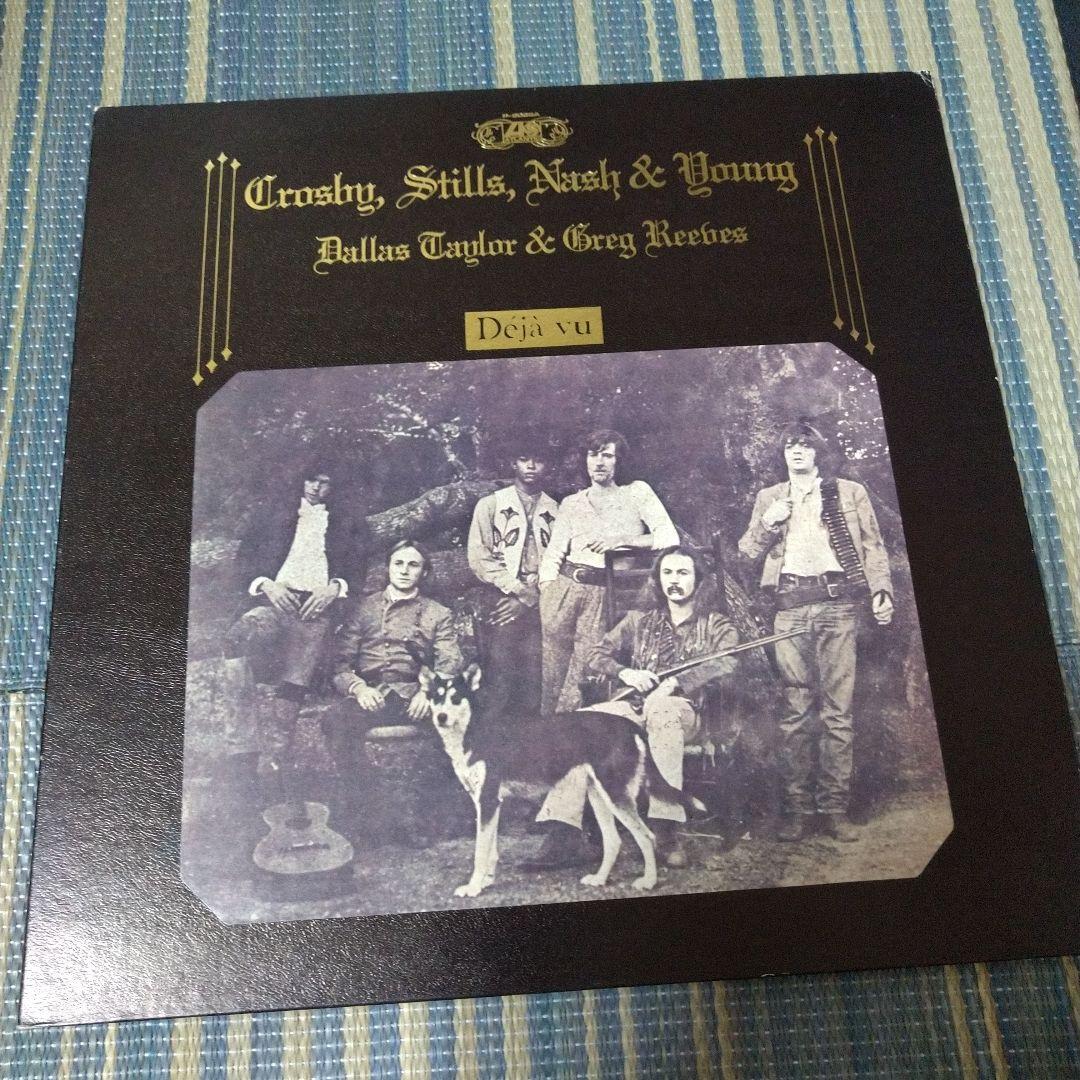 Crosby, Stills, Nash & Young
Dallas Taylor & Greg Reeves
Déjà vu